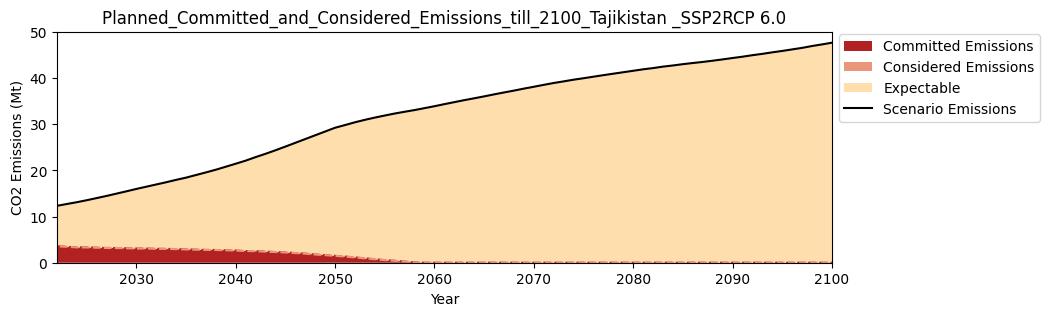 Planned_Committed_and_Considered_Emissions_till_2100_Tajikistan _SSP2RCP 6.0
50
40
30
20
10
0
CO2 Emissions (Mt)
2030
2040
2050
2060
2070
2080
2090
2100
Year
Committed Emissions
Considered Emissions
Expectable
Scenario Emissions